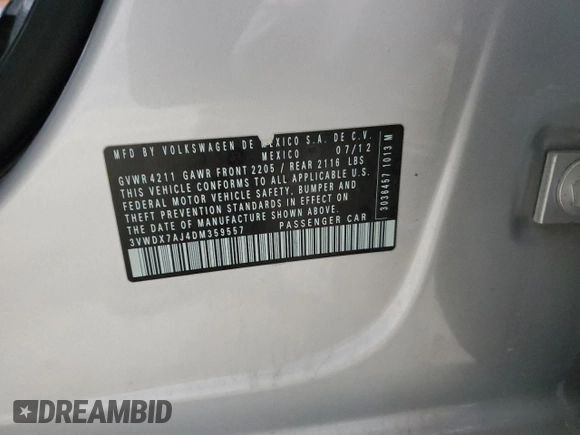 MFD BY VOLKSWAGEN DE MEXICO S.A. DE C.V.
MEXICO 07/12
GVWR 4211 GAWR FRONT 2205 / REAR 2116 LBS
THIS VEHICLE CONFORMS TO ALL APPLICABLE U.S.
FEDERAL MOTOR VEHICLE SAFETY, BUMPER AND
THEFT PREVENTION STANDARDS IN EFFECT ON
THE DATE OF MANUFACTURE SHOWN ABOVE.
3VWDX7AJ4DM359557 PASSENGER CAR
3036457 1013 M
DREAMBID